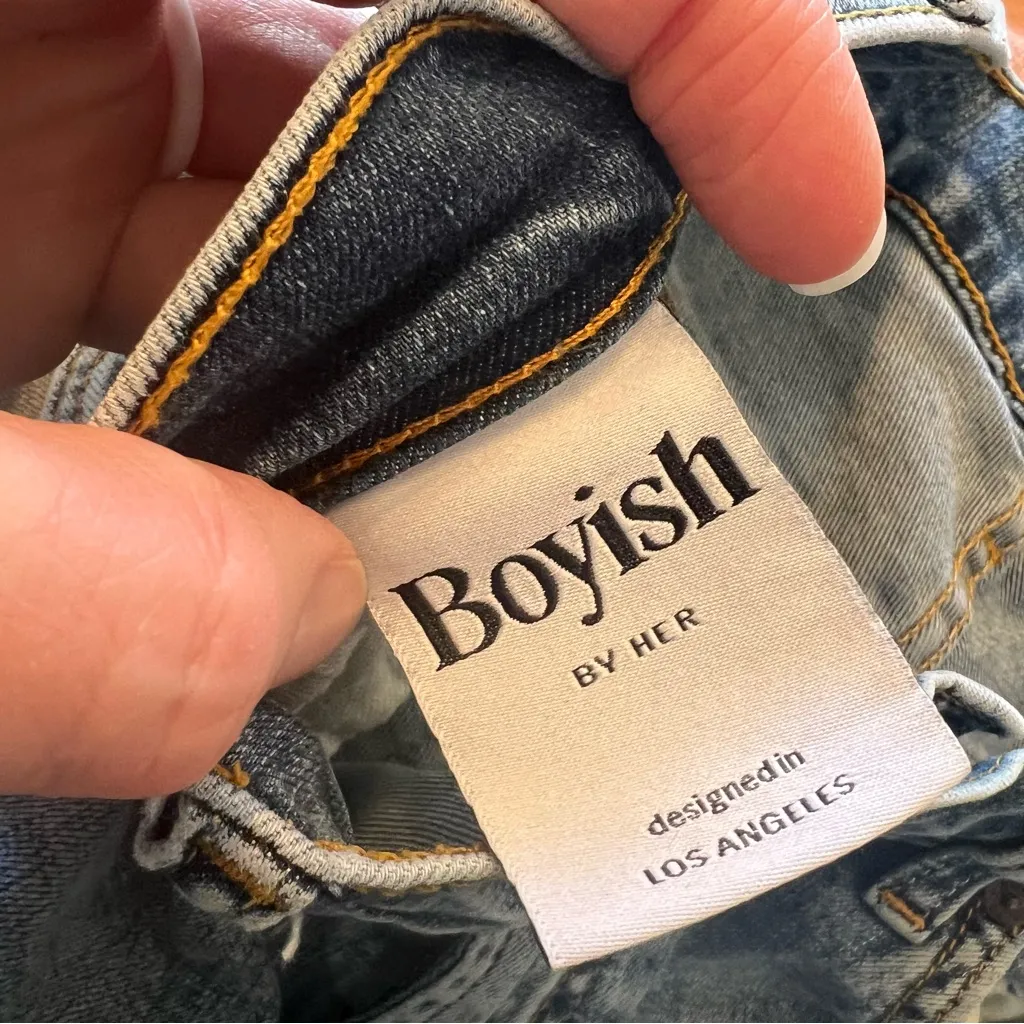 Boyish
BY HER
designed in
LOS ANGELES